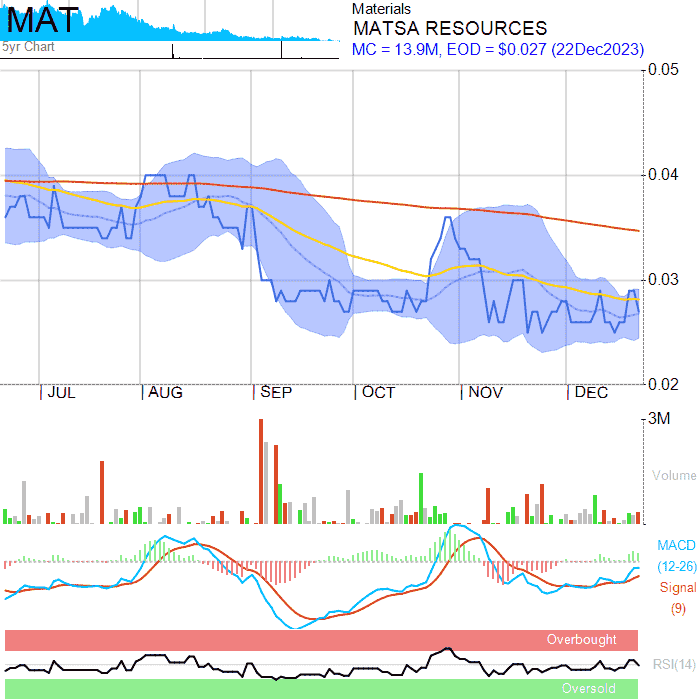 MAT
5yr Chart
Materials
MATSA RESOURCES
MC = 13.9M, EOD = $0.027 (22Dec2023)
0.05
0.04
0.03
0.02
JUL AUG SEP OCT NOV DEC
3M
Volume
MACD
(12-26)
Signal
(9)
Overbought
RSI(14)
Oversold